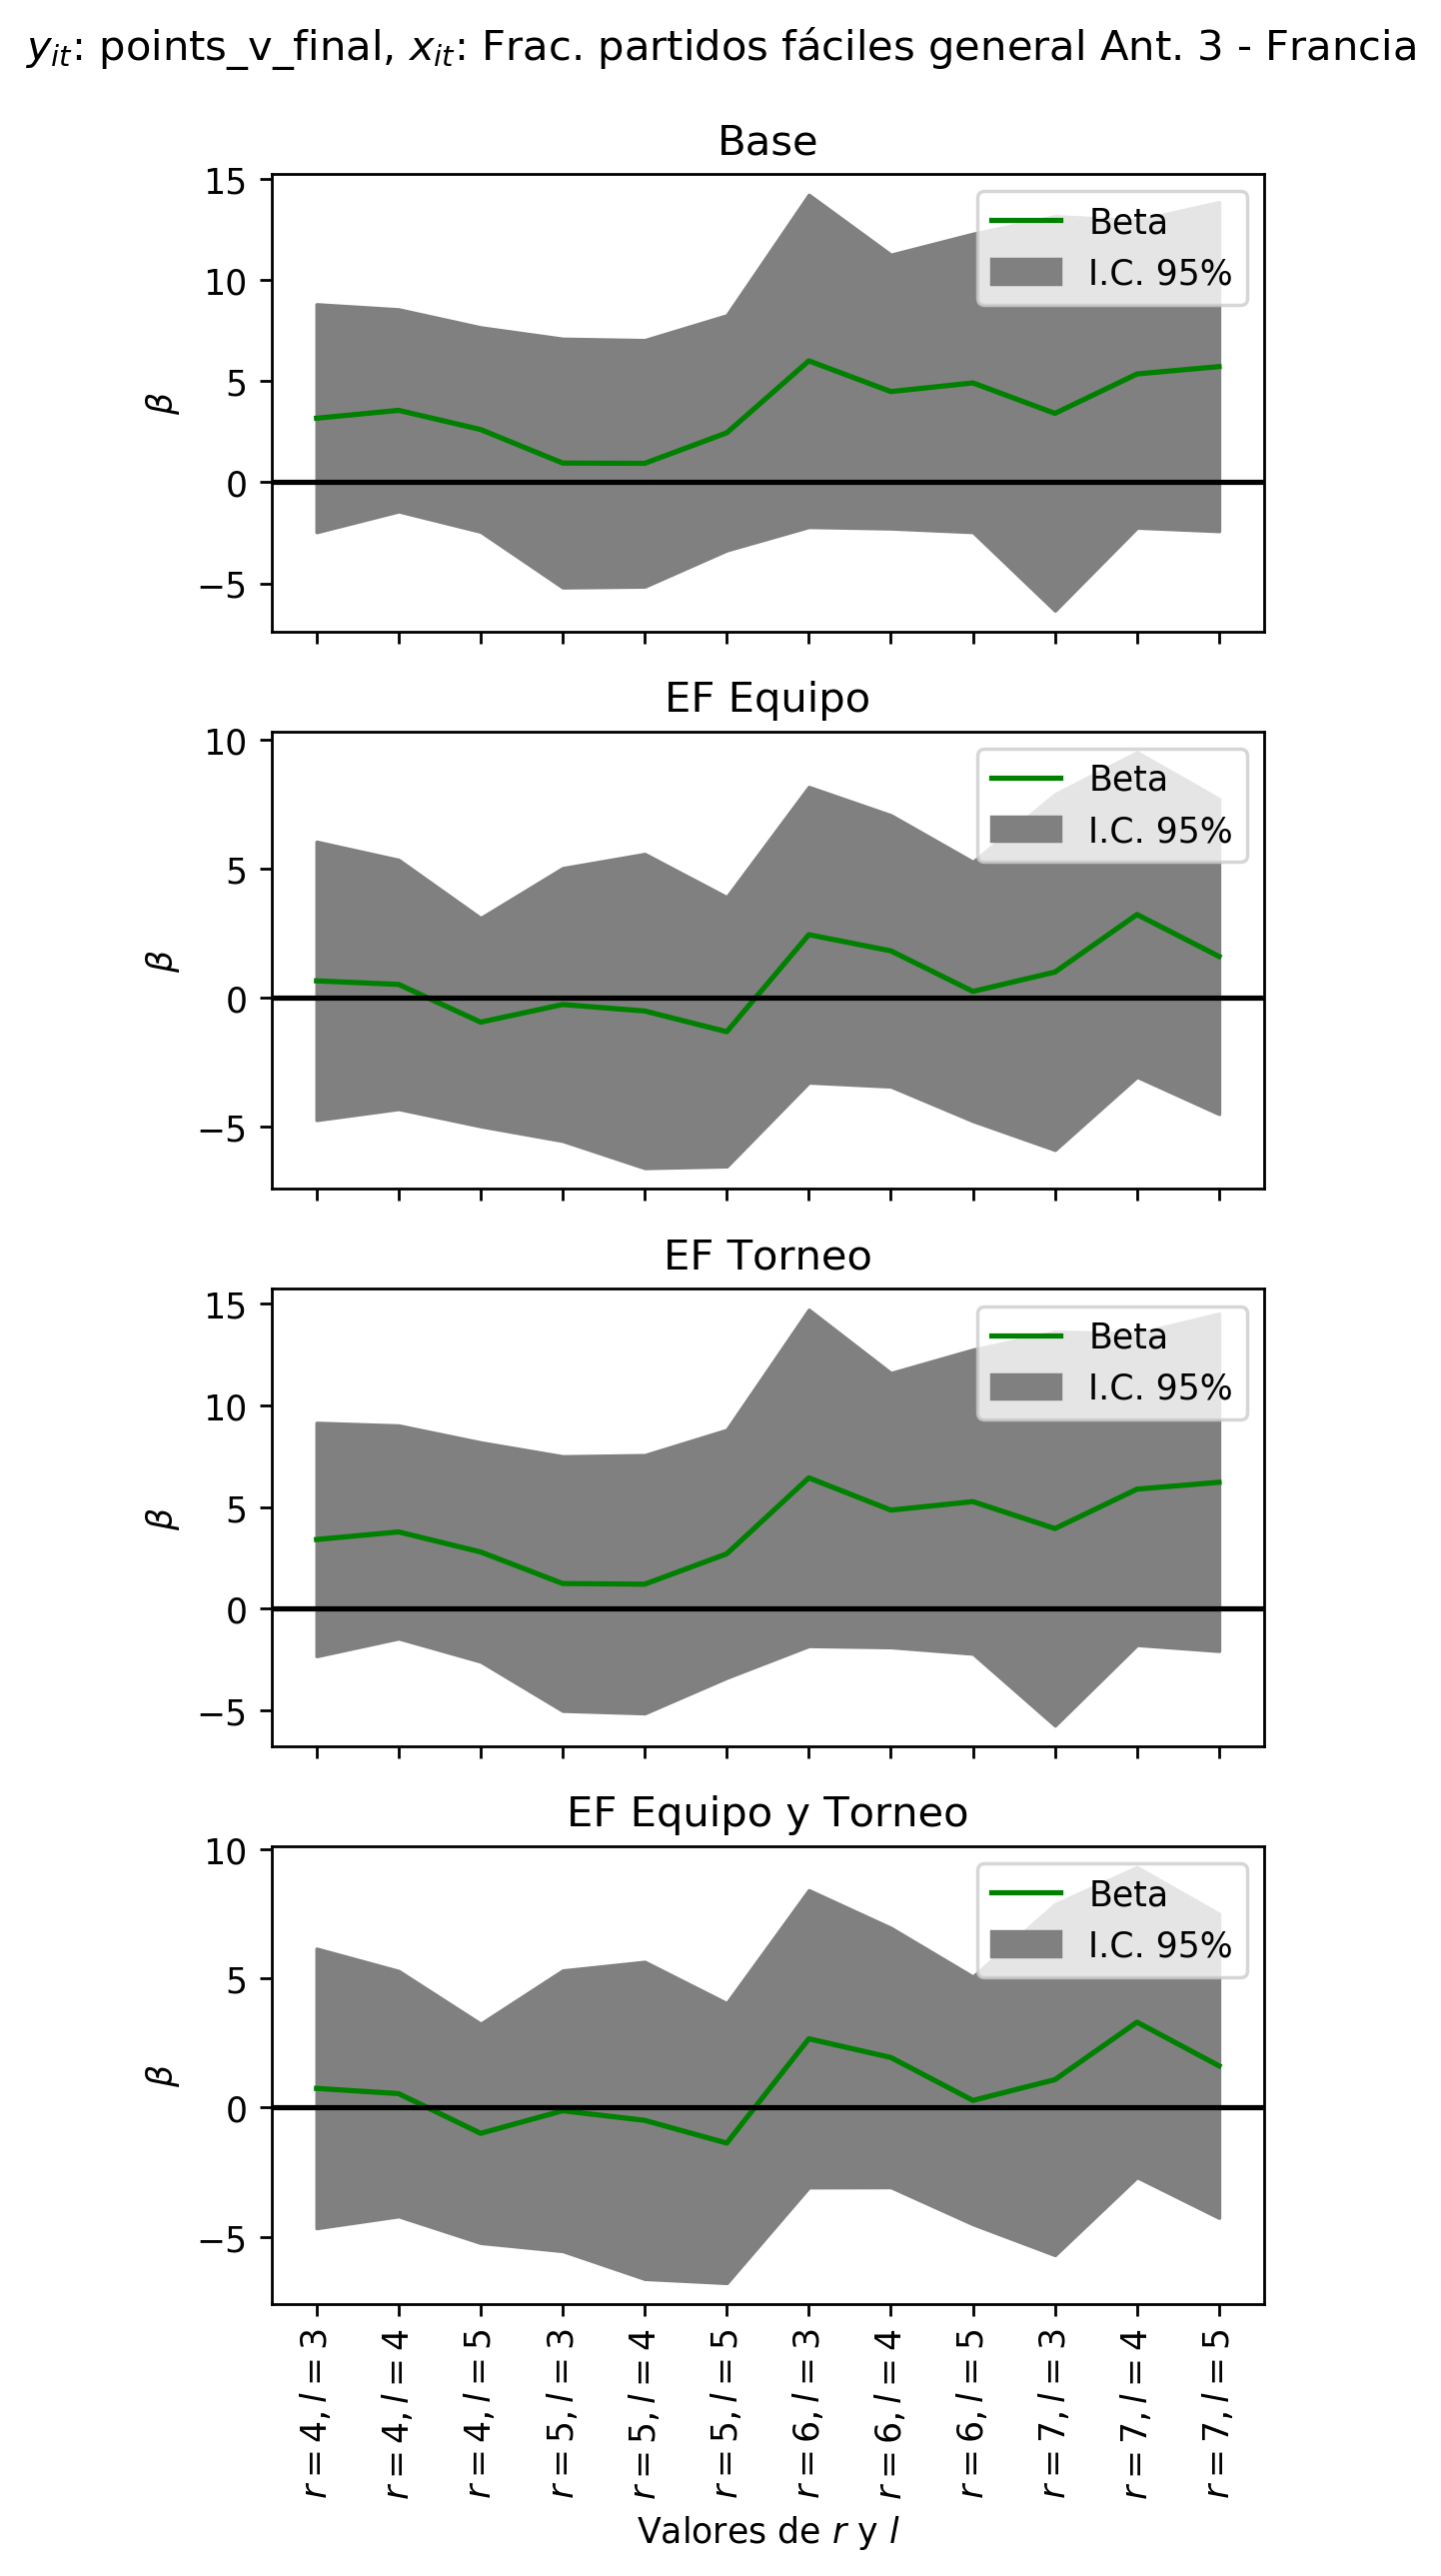 y_it: points_v_final, x_it: Frac. partidos fáciles general Ant. 3 - Francia
Base
15
10
5
0
−5
β
Beta
I.C. 95%
EF Equipo
10
5
0
−5
β
Beta
I.C. 95%
EF Torneo
15
10
5
0
−5
β
Beta
I.C. 95%
EF Equipo y Torneo
10
5
0
−5
β
Beta
I.C. 95%
r = 4, l = 3
r = 4, l = 4
r = 4, l = 5
r = 5, l = 3
r = 5, l = 4
r = 5, l = 5
r = 6, l = 3
r = 6, l = 4
r = 6, l = 5
r = 7, l = 3
r = 7, l = 4
r = 7, l = 5
Valores de r y l